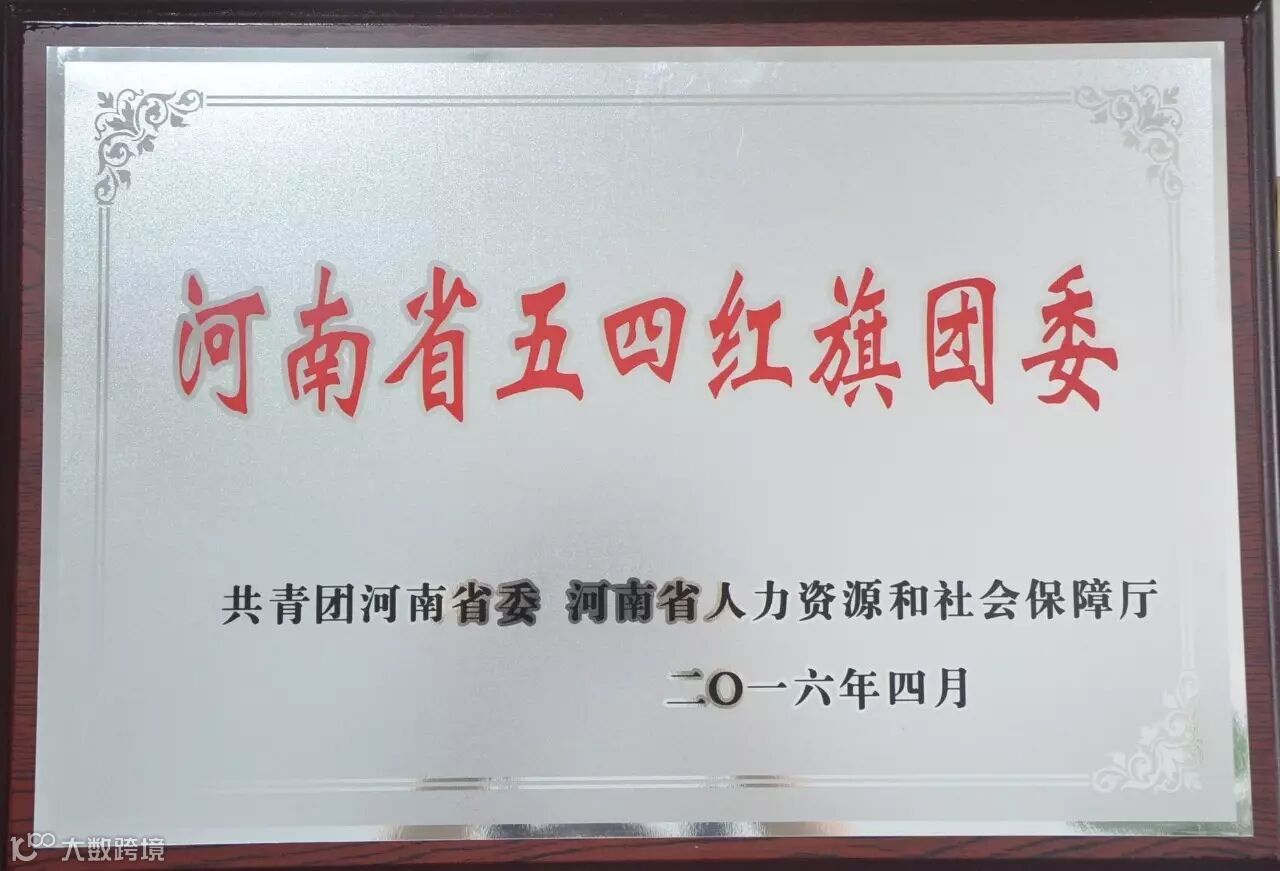 河南省五四红旗团委
共青团河南省委 河南省人力资源和社会保障厅
二〇一六年四月
大数跨境